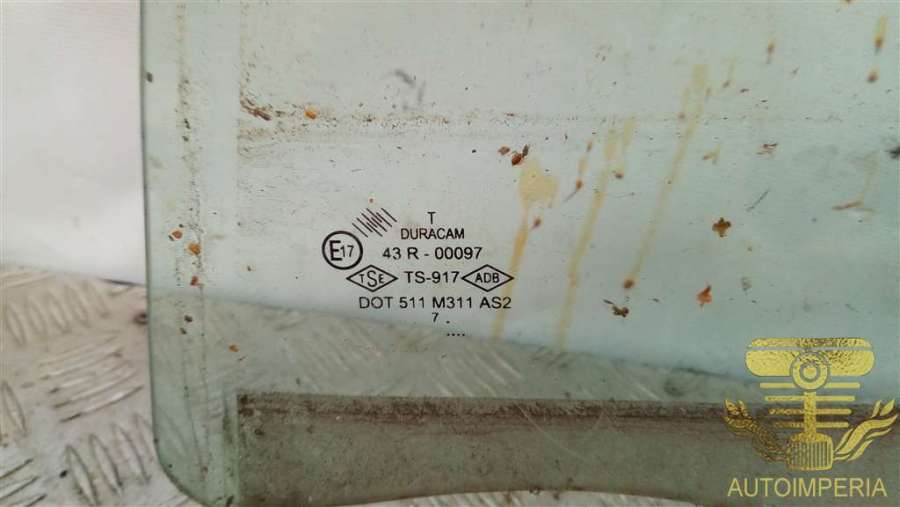 T
DURACAM
E17 43 R - 00097
TSE TS-917 ADB
DOT 511 M311 AS2
7 .
....
AUTOIMPERIA